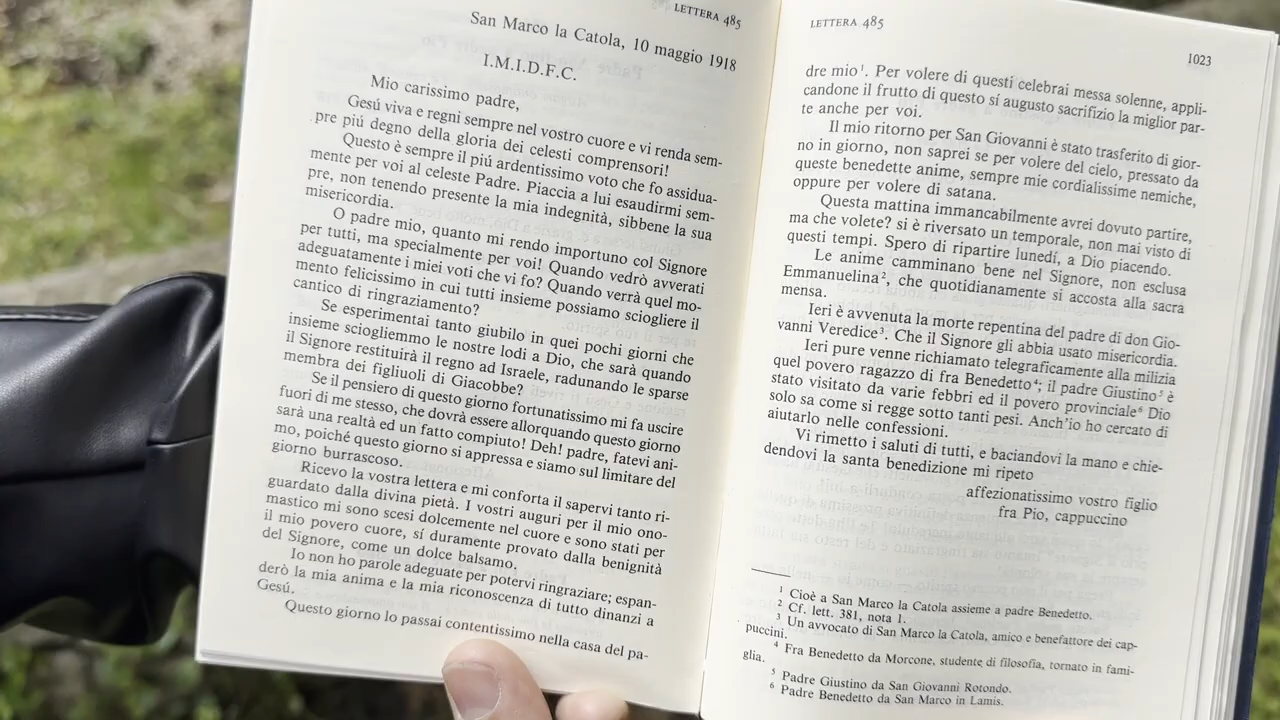 LETTERA 485
San Marco la Catola, 10 maggio 1918
I.M.I.D.F.C.
Mio carissimo padre,
Gesú viva e regni sempre nel vostro cuore e vi renda sem-
pre piú degno della gloria dei celesti comprensori!
Questo è sempre il piú ardentissimo voto che fo assidua-
mente per voi al celeste Padre. Piaccia a lui esaudirmi sem-
pre, non tenendo presente la mia indegnità, sibbene la sua
misericordia.
O padre mio, quanto mi rendo importuno col Signore
per tutti, ma specialmente per voi! Quando vedrò avverati
adeguatamente i miei voti che vi fo? Quando verrà quel mo-
mento felicissimo in cui tutti insieme possiamo sciogliere il
cantico di ringraziamento?
Se esperimentai tanto giubilo in quei pochi giorni che
insieme sciogliemmo le nostre lodi a Dio, che sarà quando
il Signore restituirà il regno ad Israele, radunando le sparse
membra dei figliuoli di Giacobbe?
Se il pensiero di questo giorno fortunatissimo mi fa uscire
fuori di me stesso, che dovrà essere allorquando questo giorno
sarà una realtà ed un fatto compiuto! Deh! padre, fatevi ani-
mo, poiché questo giorno si appressa e siamo sul limitare del
giorno burrascoso.
Ricevo la vostra lettera e mi conforta il sapervi tanto ri-
guardato dalla divina pietà. I vostri auguri per il mio ono-
mastico mi sono scesi dolcemente nel cuore e sono stati per
il mio povero cuore, sí duramente provato dalla benignità
del Signore, come un dolce balsamo.
Io non ho parole adeguate per potervi ringraziare; espan-
derò la mia anima e la mia riconoscenza di tutto dinanzi a
Gesú.
Questo giorno lo passai contentissimo nella casa del pa-
LETTERA 485
1023
dre mio¹. Per volere di questi celebrai messa solenne, appli-
candone il frutto di questo sí augusto sacrifizio la miglior par-
te anche per voi.
Il mio ritorno per San Giovanni è stato trasferito di gior-
no in giorno, non saprei se per volere del cielo, pressato da
queste benedette anime, sempre mie cordialissime nemiche,
oppure per volere di satana.
Questa mattina immancabilmente avrei dovuto partire,
ma che volete? si è riversato un temporale, non mai visto di
questi tempi. Spero di ripartire lunedí, a Dio piacendo.
Le anime camminano bene nel Signore, non esclusa
Emmanuelina², che quotidianamente si accosta alla sacra
mensa.
Ieri è avvenuta la morte repentina del padre di don Gio-
vanni Veredice³. Che il Signore gli abbia usato misericordia.
Ieri pure venne richiamato telegraficamente alla milizia
quel povero ragazzo di fra Benedetto⁴; il padre Giustino⁵ è
stato visitato da varie febbri ed il povero provinciale⁶ Dio
solo sa come si regge sotto tanti pesi. Anch'io ho cercato di
aiutarlo nelle confessioni.
Vi rimetto i saluti di tutti, e baciandovi la mano e chie-
dendovi la santa benedizione mi ripeto
affezionatissimo vostro figlio
fra Pio, cappuccino
¹ Cioè a San Marco la Catola assieme a padre Benedetto.
² Cf. lett. 381, nota 1.
³ Un avvocato di San Marco la Catola, amico e benefattore dei cap-
puccini.
⁴ Fra Benedetto da Morcone, studente di filosofia, tornato in fami-
glia.
⁵ Padre Giustino da San Giovanni Rotondo.
⁶ Padre Benedetto da San Marco in Lamis.